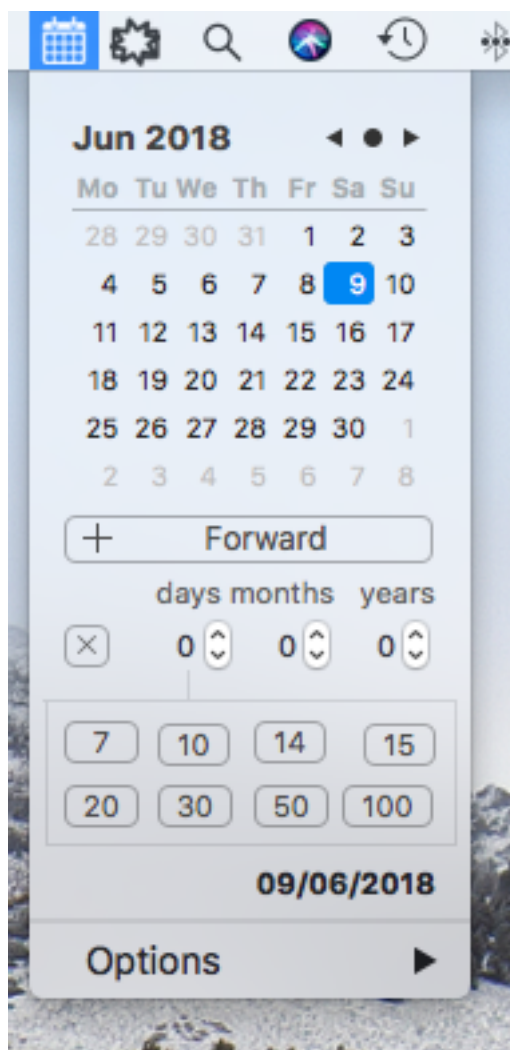 Jun 2018
Mo Tu We Th Fr Sa Su
28 29 30 31 1 2 3
4 5 6 7 8 9 10
11 12 13 14 15 16 17
18 19 20 21 22 23 24
25 26 27 28 29 30 1
2 3 4 5 6 7 8
+ Forward
days months years
0 0 0
7 10 14 15
20 30 50 100
09/06/2018
Options